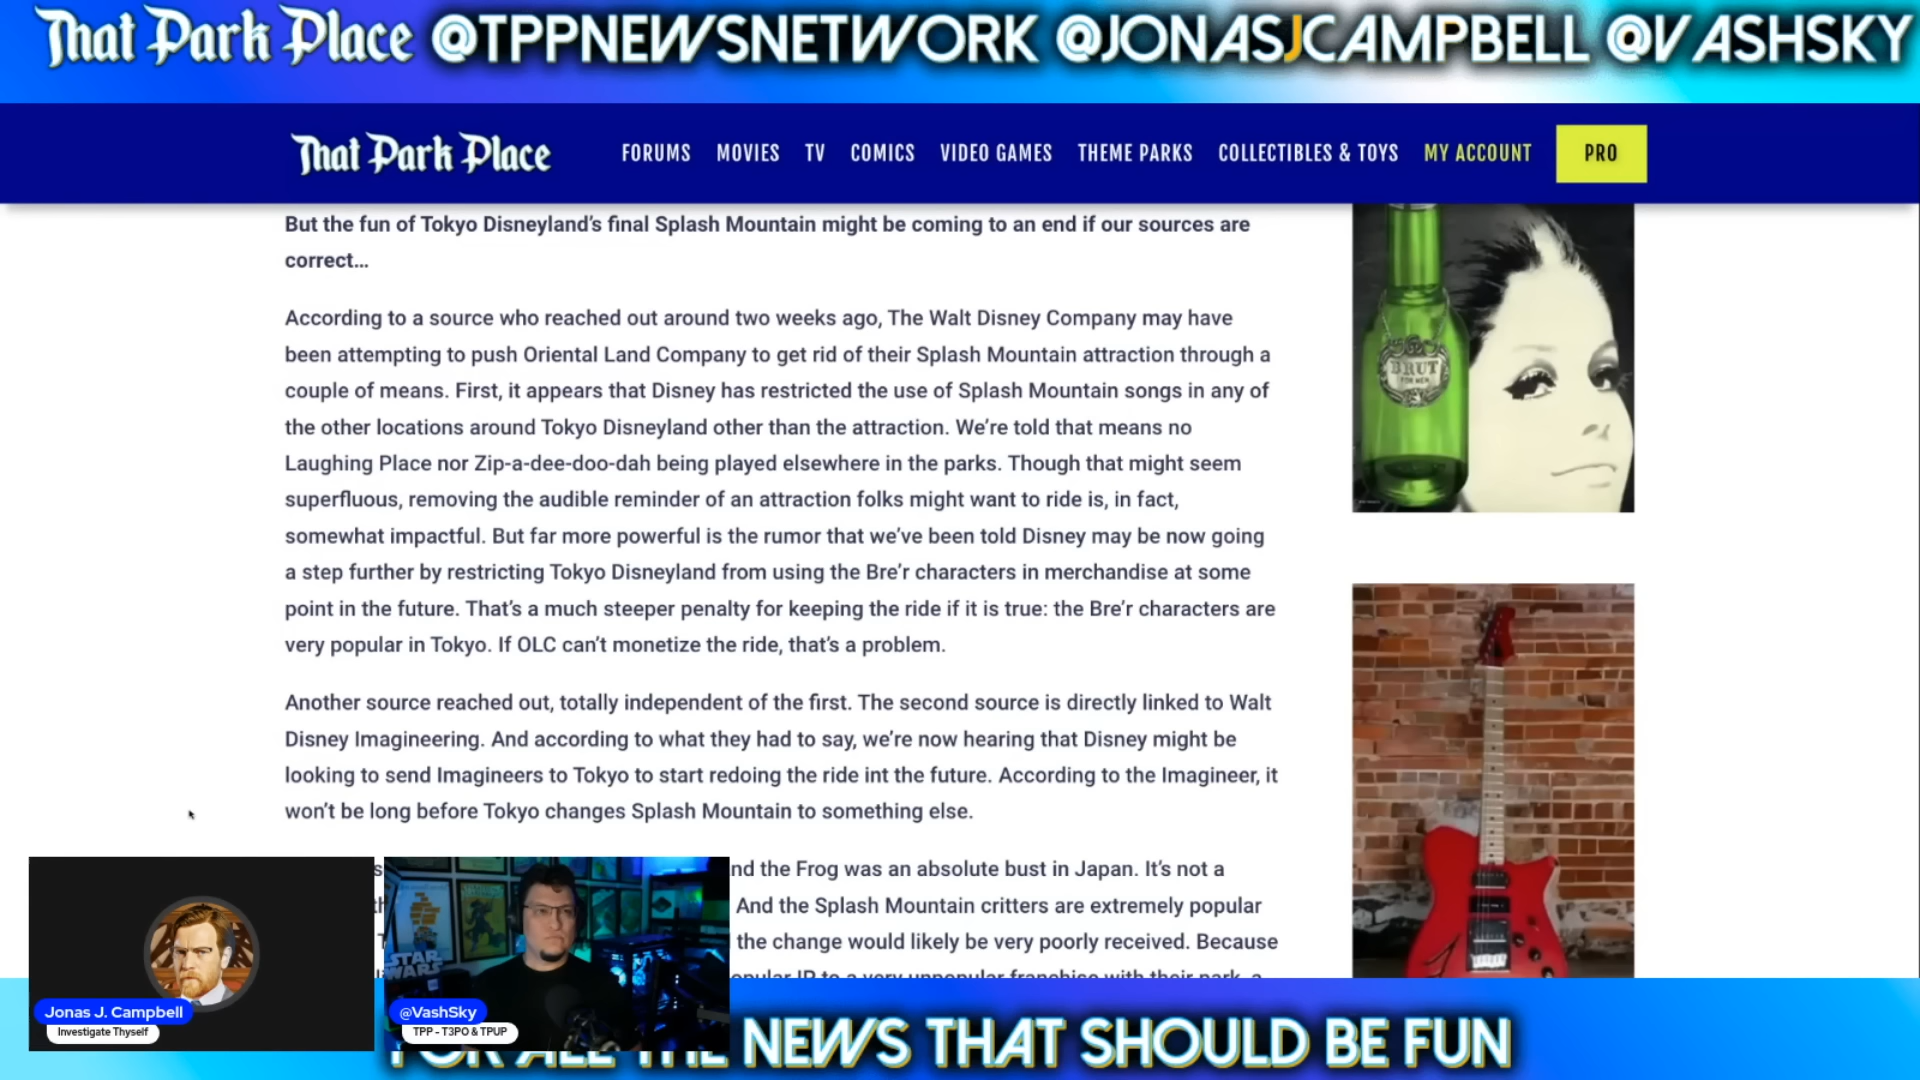 That Park Place @TPPNEWSNETWORK @JONASJCAMPBELL @VASHSKY
That Park Place FORUMS MOVIES TV COMICS VIDEO GAMES THEME PARKS COLLECTIBLES & TOYS MY ACCOUNT PRO
But the fun of Tokyo Disneyland’s final Splash Mountain might be coming to an end if our sources are
correct…
According to a source who reached out around two weeks ago, The Walt Disney Company may have
been attempting to push Oriental Land Company to get rid of their Splash Mountain attraction through a
couple of means. First, it appears that Disney has restricted the use of Splash Mountain songs in any of
the other locations around Tokyo Disneyland other than the attraction. We’re told that means no
Laughing Place nor Zip-a-dee-doo-dah being played elsewhere in the parks. Though that might seem
superfluous, removing the audible reminder of an attraction folks might want to ride is, in fact,
somewhat impactful. But far more powerful is the rumor that we’ve been told Disney may be now going
a step further by restricting Tokyo Disneyland from using the Bre’r characters in merchandise at some
point in the future. That’s a much steeper penalty for keeping the ride if it is true: the Bre’r characters are
very popular in Tokyo. If OLC can’t monetize the ride, that’s a problem.
Another source reached out, totally independent of the first. The second source is directly linked to Walt
Disney Imagineering. And according to what they had to say, we’re now hearing that Disney might be
looking to send Imagineers to Tokyo to start redoing the ride int the future. According to the Imagineer, it
won’t be long before Tokyo changes Splash Mountain to something else.
nd the Frog was an absolute bust in Japan. It’s not a
And the Splash Mountain critters are extremely popular
the change would likely be very poorly received. Because
opular IP to a very unpopular franchise with their park, a
BRUT
FOR MEN
STAR
WARS
Jonas J. Campbell
Investigate Thyself
@VashSky
TPP - T3PO & TPUP
FOR ALL THE NEWS THAT SHOULD BE FUN